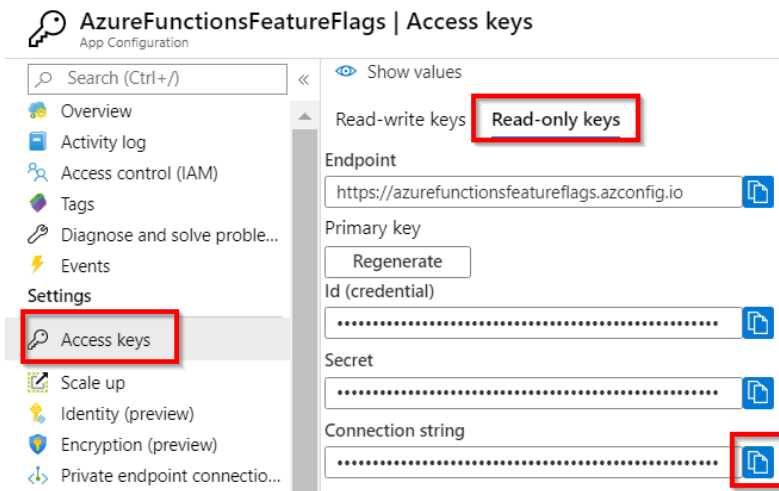 AzureFunctionsFeatureFlags | Access keys
App Configuration
Search (Ctrl+/)
«
Overview
Activity log
Access control (IAM)
Tags
Diagnose and solve proble...
Events
Settings
Access keys
Scale up
Identity (preview)
Encryption (preview)
Private endpoint connectio...
Show values
Read-write keys
Read-only keys
Endpoint
https://azurefunctionsfeatureflags.azconfig.io
Primary key
Regenerate
Id (credential)
Secret
Connection string